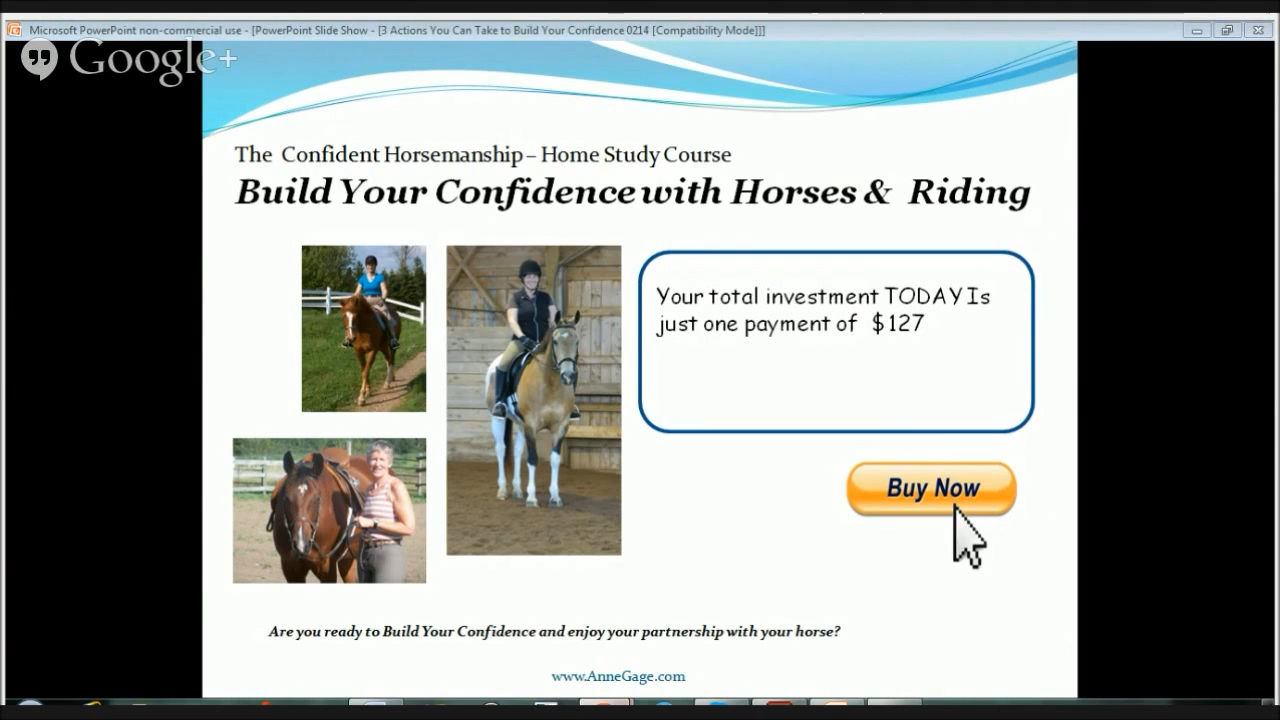 Microsoft PowerPoint non-commercial use - [PowerPoint Slide Show - [3 Actions You Can Take to Build Your Confidence 0214 [Compatibility Mode]]]
Google+
The Confident Horsemanship – Home Study Course
Build Your Confidence with Horses & Riding
Your total investment TODAY Is
just one payment of $127
Buy Now
Are you ready to Build Your Confidence and enjoy your partnership with your horse?
www.AnneGage.com